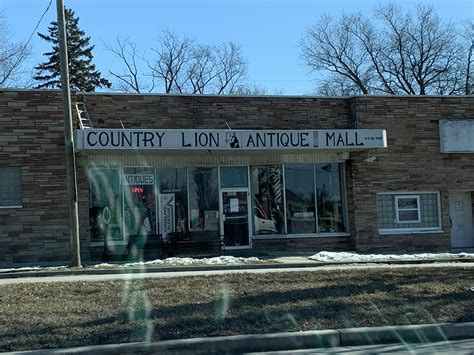 COUNTRY LION ANTIQUE MALL
ANTIQUES
OPEN